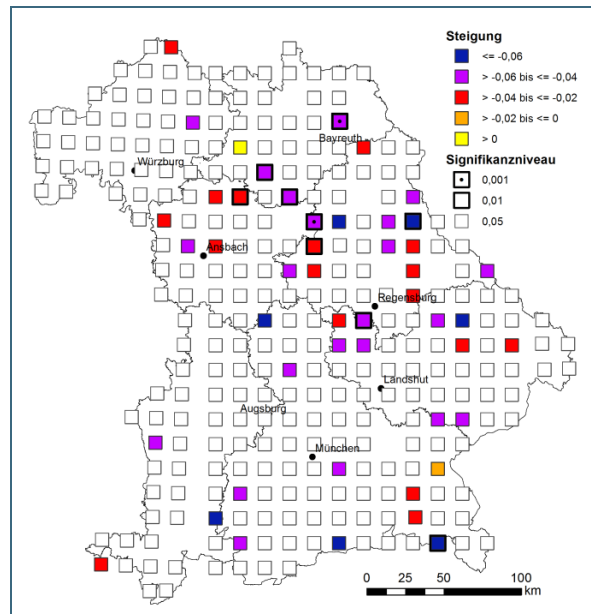 Steigung
<= -0,06
> -0,06 bis <= -0,04
> -0,04 bis <= -0,02
> -0,02 bis <= 0
> 0
Signifikanzniveau
0,001
0,01
0,05
Bayreuth
Würzburg
Ansbach
Regensburg
Landshut
Augsburg
München
0 50 100
km